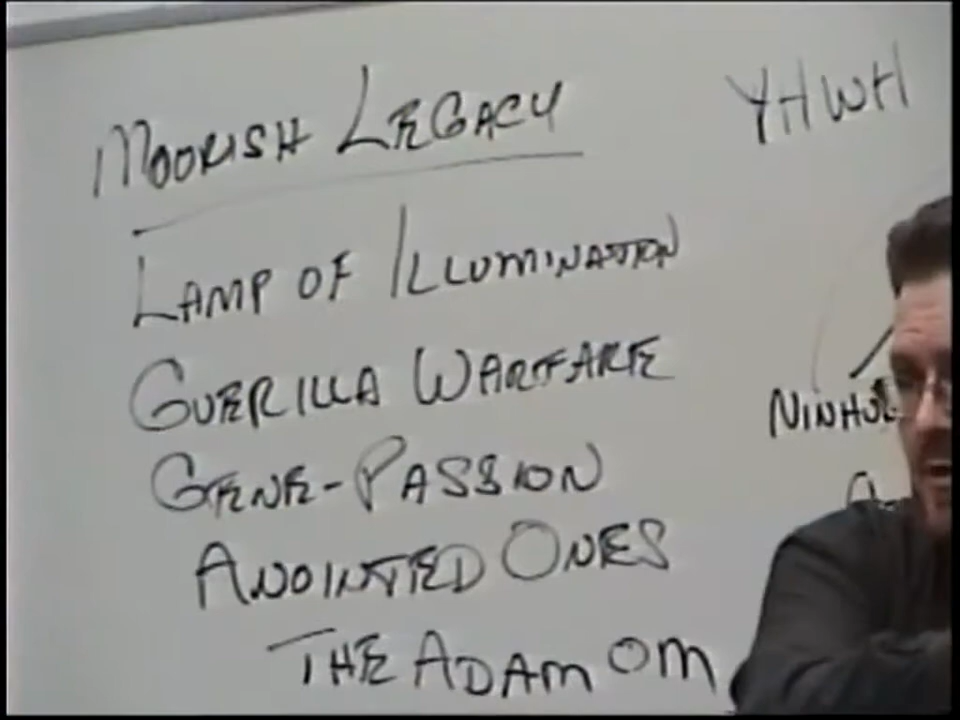 MOORISH LEGACY
YHWH
LAMP OF ILLUMINATION
GUERILLA WARFARE
GENE-PASSION
ANOINTED ONES
THE ADAM OM